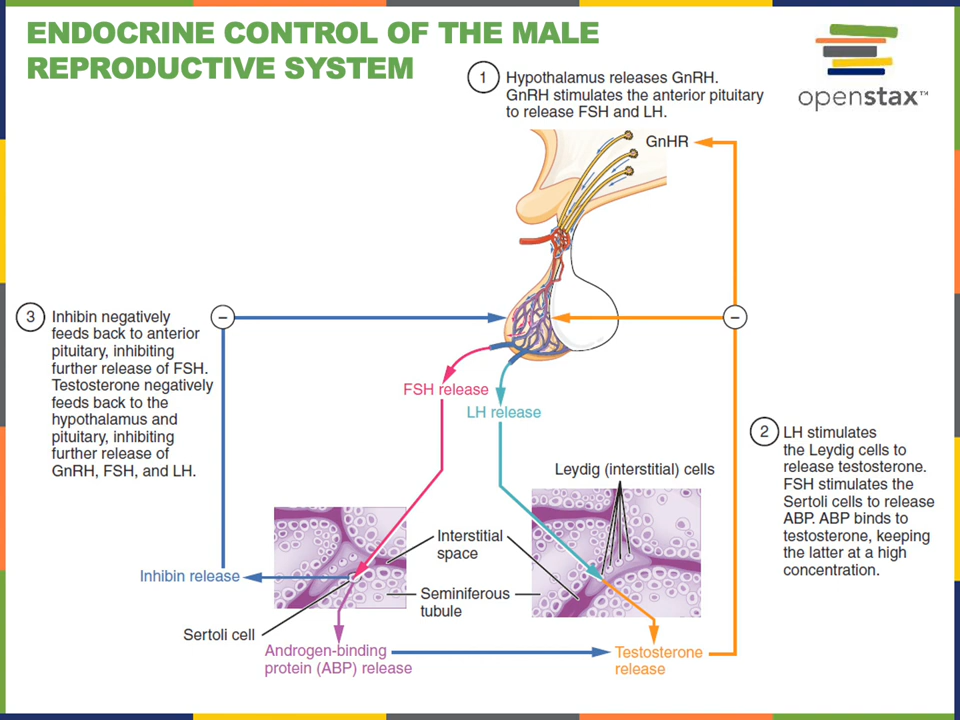 ENDOCRINE CONTROL OF THE MALE
REPRODUCTIVE SYSTEM
openstax™
1
Hypothalamus releases GnRH.
GnRH stimulates the anterior pituitary
to release FSH and LH.
GnHR
3
Inhibin negatively
feeds back to anterior
pituitary, inhibiting
further release of FSH.
Testosterone negatively
feeds back to the
hypothalamus and
pituitary, inhibiting
further release of
GnRH, FSH, and LH.
−
−
FSH release
LH release
2
LH stimulates
the Leydig cells to
release testosterone.
FSH stimulates the
Sertoli cells to release
ABP. ABP binds to
testosterone, keeping
the latter at a high
concentration.
Leydig (interstitial) cells
Interstitial
space
Inhibin release
Seminiferous
tubule
Sertoli cell
Androgen-binding
protein (ABP) release
Testosterone
release